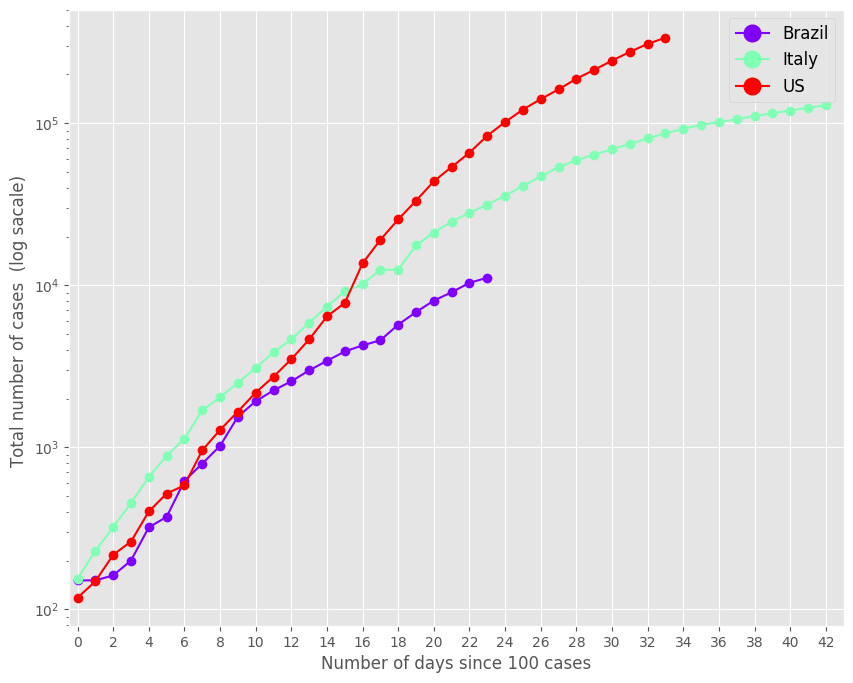 Brazil
Italy
US
10^5
10^4
10^3
10^2
Total number of cases  (log sacale)
0 2 4 6 8 10 12 14 16 18 20 22 24 26 28 30 32 34 36 38 40 42
Number of days since 100 cases